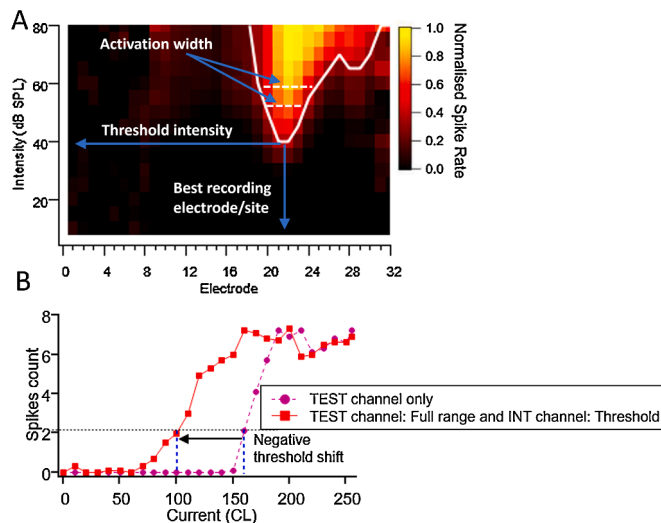 A
Intensity (dB SPL)
80
60
40
20
Activation width
Threshold intensity
Best recording
electrode/site
0 4 8 12 16 20 24 28 32
Electrode
1.0
0.8
0.6
0.4
0.2
0.0
Normalised Spike Rate
B
Spikes count
8
6
4
2
0
TEST channel only
TEST channel: Full range and INT channel: Threshold
Negative
threshold shift
0 50 100 150 200 250
Current (CL)